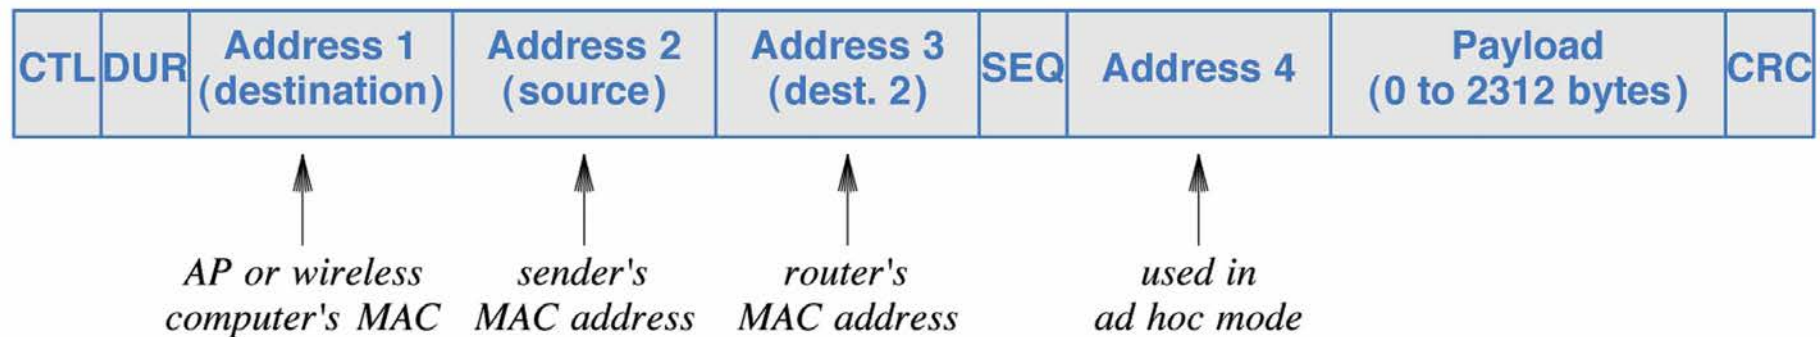 CTL
DUR
Address 1
(destination)
Address 2
(source)
Address 3
(dest. 2)
SEQ
Address 4
Payload
(0 to 2312 bytes)
CRC
AP or wireless
computer's MAC
sender's
MAC address
router's
MAC address
used in
ad hoc mode